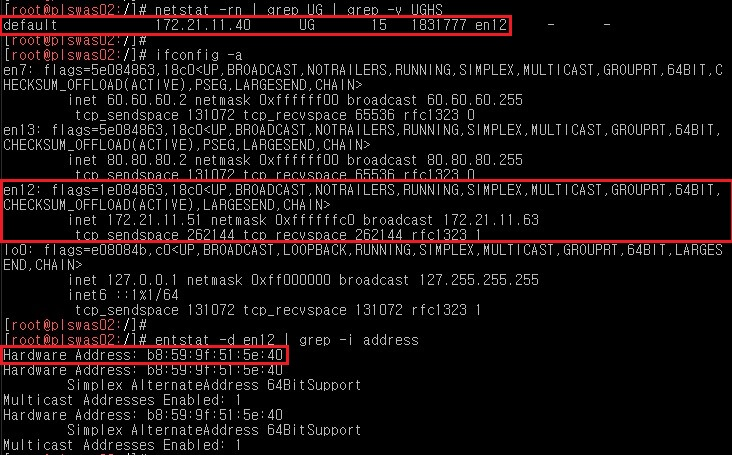 [root@plswas02:/]# netstat -rn | grep UG | grep -v UGHS
default 172.21.11.40 UG 15 1831777 en12 - -
[root@plswas02:/]#
[root@plswas02:/]# ifconfig -a
en7: flags=5e084863,18c0<UP,BROADCAST,NOTRAILERS,RUNNING,SIMPLEX,MULTICAST,GROUPRT,64BIT,C
HECKSUM_OFFLOAD(ACTIVE),PSEG,LARGESEND,CHAIN>
inet 60.60.60.2 netmask 0xffffff00 broadcast 60.60.60.255
tcp_sendspace 131072 tcp_recvspace 65536 rfc1323 0
en13: flags=5e084863,18c0<UP,BROADCAST,NOTRAILERS,RUNNING,SIMPLEX,MULTICAST,GROUPRT,64BIT,
CHECKSUM_OFFLOAD(ACTIVE),PSEG,LARGESEND,CHAIN>
inet 80.80.80.2 netmask 0xffffff00 broadcast 80.80.80.255
tcp_sendspace 131072 tcp_recvspace 65536 rfc1323 0
en12: flags=1e084863,18c0<UP,BROADCAST,NOTRAILERS,RUNNING,SIMPLEX,MULTICAST,GROUPRT,64BIT,
CHECKSUM_OFFLOAD(ACTIVE),LARGESEND,CHAIN>
inet 172.21.11.51 netmask 0xffffffc0 broadcast 172.21.11.63
tcp_sendspace 262144 tcp_recvspace 262144 rfc1323 1
lo0: flags=e08084b,c0<UP,BROADCAST,LOOPBACK,RUNNING,SIMPLEX,MULTICAST,GROUPRT,64BIT,LARGES
END,CHAIN>
inet 127.0.0.1 netmask 0xff000000 broadcast 127.255.255.255
inet6 ::1%1/64
tcp_sendspace 131072 tcp_recvspace 131072 rfc1323 1
[root@plswas02:/]#
[root@plswas02:/]# entstat -d en12 | grep -i address
Hardware Address: b8:59:9f:51:5e:40
Hardware Address: b8:59:9f:51:5e:40
Simplex AlternateAddress 64BitSupport
Multicast Addresses Enabled: 1
Hardware Address: b8:59:9f:51:5e:40
Simplex AlternateAddress 64BitSupport
Multicast Addresses Enabled: 1